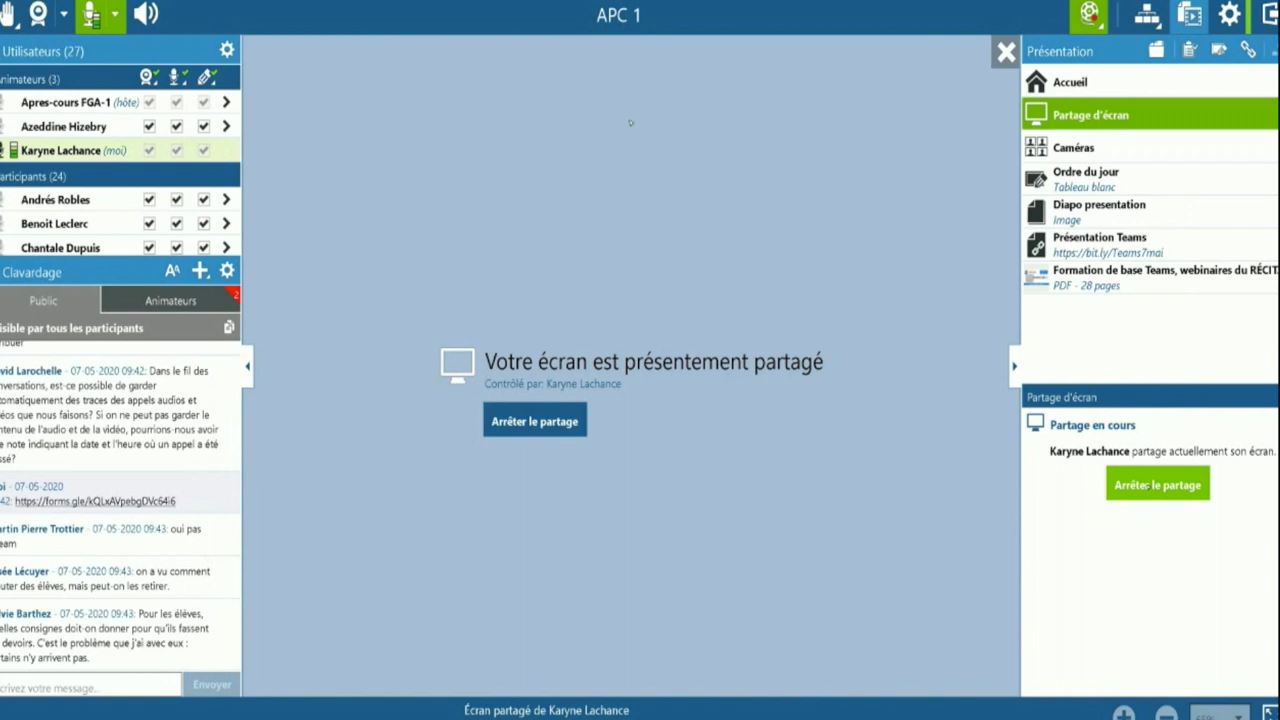 APC 1
Utilisateurs (27)
nimateurs (3)
Apres-cours FGA-1 (hôte)
Azeddine Hizebry
Karyne Lachance (moi)
articipants (24)
Andrés Robles
Benoit Leclerc
Chantale Dupuis
Clavardage
AA
Public
Animateurs
2
isible par tous les participants
vid Larochelle - 07-05-2020 09:42: Dans le fil des
nversations, est-ce possible de garder
tomatiquement des traces des appels audios et
éos que nous faisons? Si on ne peut pas garder le
ntenu de l'audio et de la vidéo, pourrions-nous avoir
e note indiquant la date et l'heure où un appel a été
ssé?
oi - 07-05-2020
42: https://forms.gle/kQLxAVpebgDVc64i6
artin Pierre Trottier - 07-05-2020 09:43: oui pas
eam
sée Lécuyer - 07-05-2020 09:43: on a vu comment
uter des élèves, mais peut-on les retirer.
lvie Barthez - 07-05-2020 09:43: Pour les élèves,
elles consignes doit-on donner pour qu'ils fassent
devoirs. C'est le problème que j'ai avec eux :
rtains n'y arrivent pas.
crivez votre message...
Envoyer
Votre écran est présentement partagé
Contrôlé par: Karyne Lachance
Arrêter le partage
Écran partagé de Karyne Lachance
Présentation
Accueil
Partage d'écran
Caméras
Ordre du jour
Tableau blanc
Diapo presentation
Image
Présentation Teams
https://bit.ly/Teams7mai
Formation de base Teams, webinaires du RÉCIT
PDF - 28 pages
Partage d'écran
Partage en cours
Karyne Lachance partage actuellement son écran.
Arrêter le partage